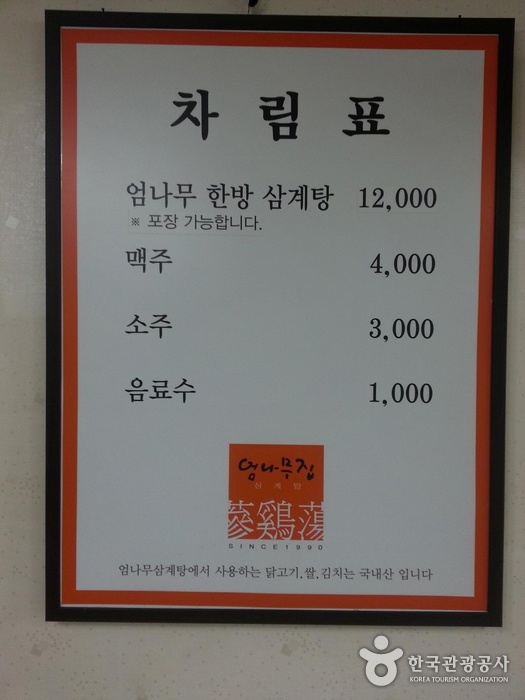 차림표
엄나무 한방 삼계탕 12,000
※ 포장 가능합니다.
맥주 4,000
소주 3,000
음료수 1,000
엄나무집
삼계탕
蔘鷄蕩
SINCE1990
엄나무삼계탕에서 사용하는 닭고기.쌀.김치는 국내산 입니다
한국관광공사
KOREA TOURISM ORGANIZATION